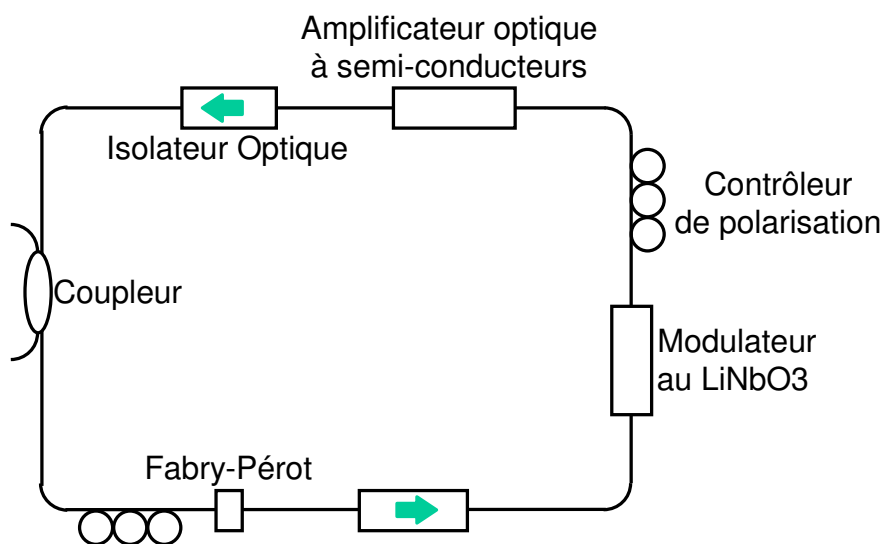 Amplificateur optique
à semi-conducteurs
Isolateur Optique
Contrôleur
de polarisation
Coupleur
Modulateur
au LiNbO3
Fabry-Pérot